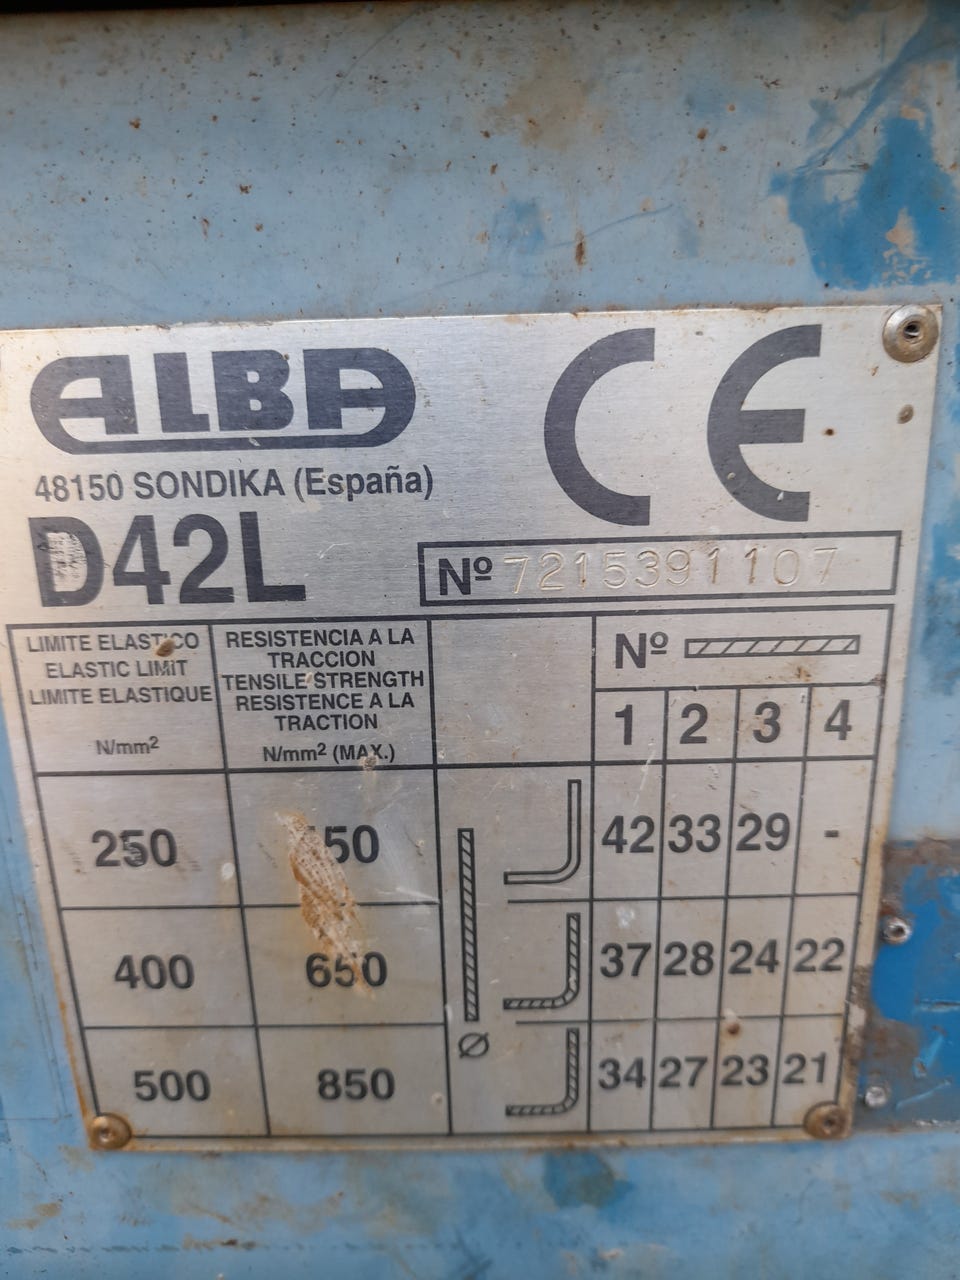 ALBA
CE
48150 SONDIKA (España)
D42L
Nº 7215391107
LIMITE ELASTICO
ELASTIC LIMIT
LIMITE ELASTIQUE
N/mm²
RESISTENCIA A LA
TRACCION
TENSILE STRENGTH
RESISTENCE A LA
TRACTION
N/mm² (MAX.)
Nº
1 2 3 4
250 42 33 29 -
400 650 37 28 24 22
Ø
500 850 34 27 23 21